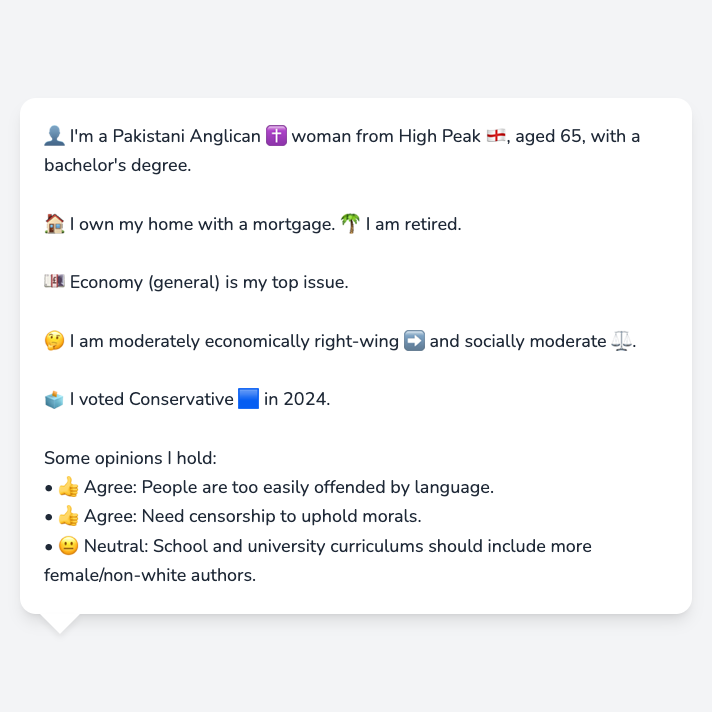 👤 I'm a Pakistani Anglican ✝️ woman from High Peak 🏴󠁧󠁢󠁥󠁮󠁧󠁿, aged 65, with a
bachelor's degree.
🏠 I own my home with a mortgage. 🌴 I am retired.
💷 Economy (general) is my top issue.
🤔 I am moderately economically right-wing ➡️ and socially moderate ⚖️.
🗳️ I voted Conservative 🟦 in 2024.
Some opinions I hold:
• 👍 Agree: People are too easily offended by language.
• 👍 Agree: Need censorship to uphold morals.
• 😐 Neutral: School and university curriculums should include more
female/non-white authors.